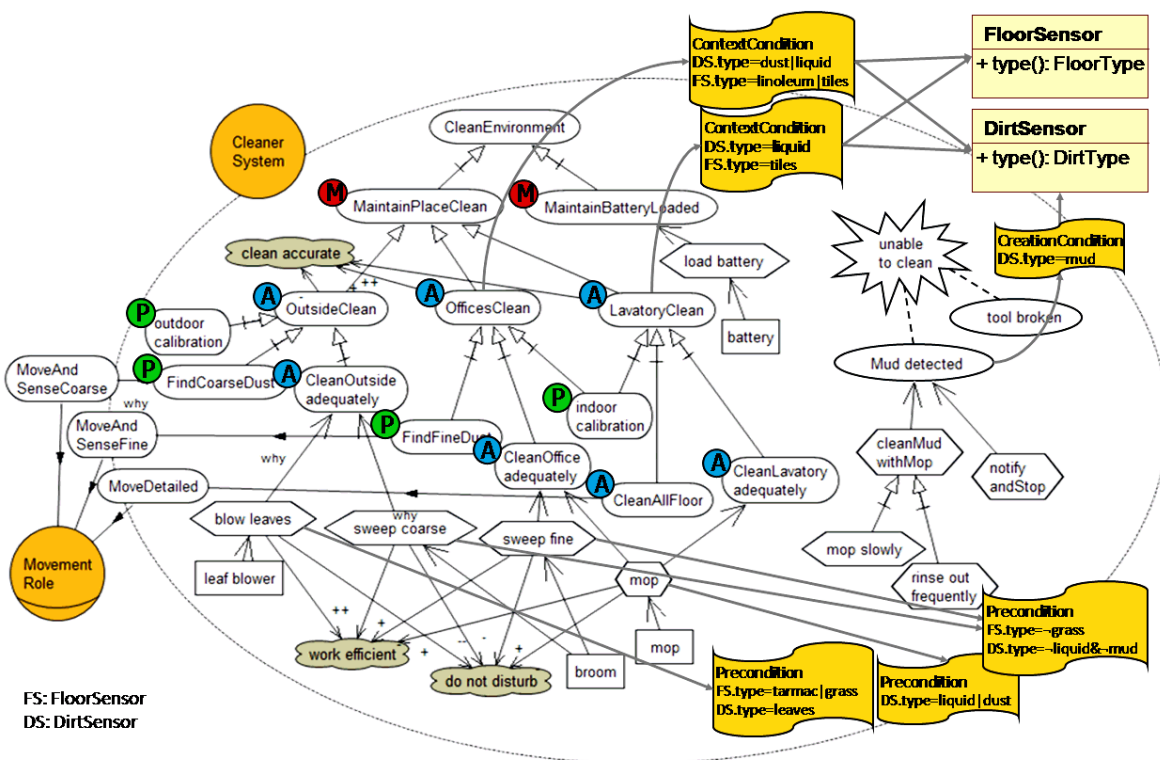 ContextCondition
DS.type=dust|liquid
FS.type=linoleum|tiles
FloorSensor
+ type(): FloorType
ContextCondition
DS.type=liquid
FS.type=tiles
DirtSensor
+ type(): DirtType
Cleaner
System
CleanEnvironment
M
MaintainPlaceClean
M
MaintainBatteryLoaded
unable
to clean
CreationCondition
DS.type=mud
clean accurate
load battery
+
++
A
OutsideClean
A
OfficesClean
A
LavatoryClean
tool broken
P
outdoor
calibration
battery
Mud detected
MoveAnd
SenseCoarse
P
FindCoarseDust
A
CleanOutside
adequately
why
MoveAnd
SenseFine
P
FindFineDust
P
indoor
calibration
cleanMud
withMop
notify
andStop
why
A
CleanOffice
adequately
A
CleanLavatory
adequately
MoveDetailed
A
CleanAllFloor
blow leaves
why
sweep coarse
sweep fine
mop slowly
Movement
Role
leaf blower
mop
rinse out
frequently
++
+
+
-
-
+
+
Precondition
FS.type=¬grass
DS.type=¬liquid&¬mud
work efficient
mop
broom
do not disturb
Precondition
FS.type=tarmac|grass
DS.type=leaves
Precondition
DS.type=liquid|dust
FS: FloorSensor
DS: DirtSensor